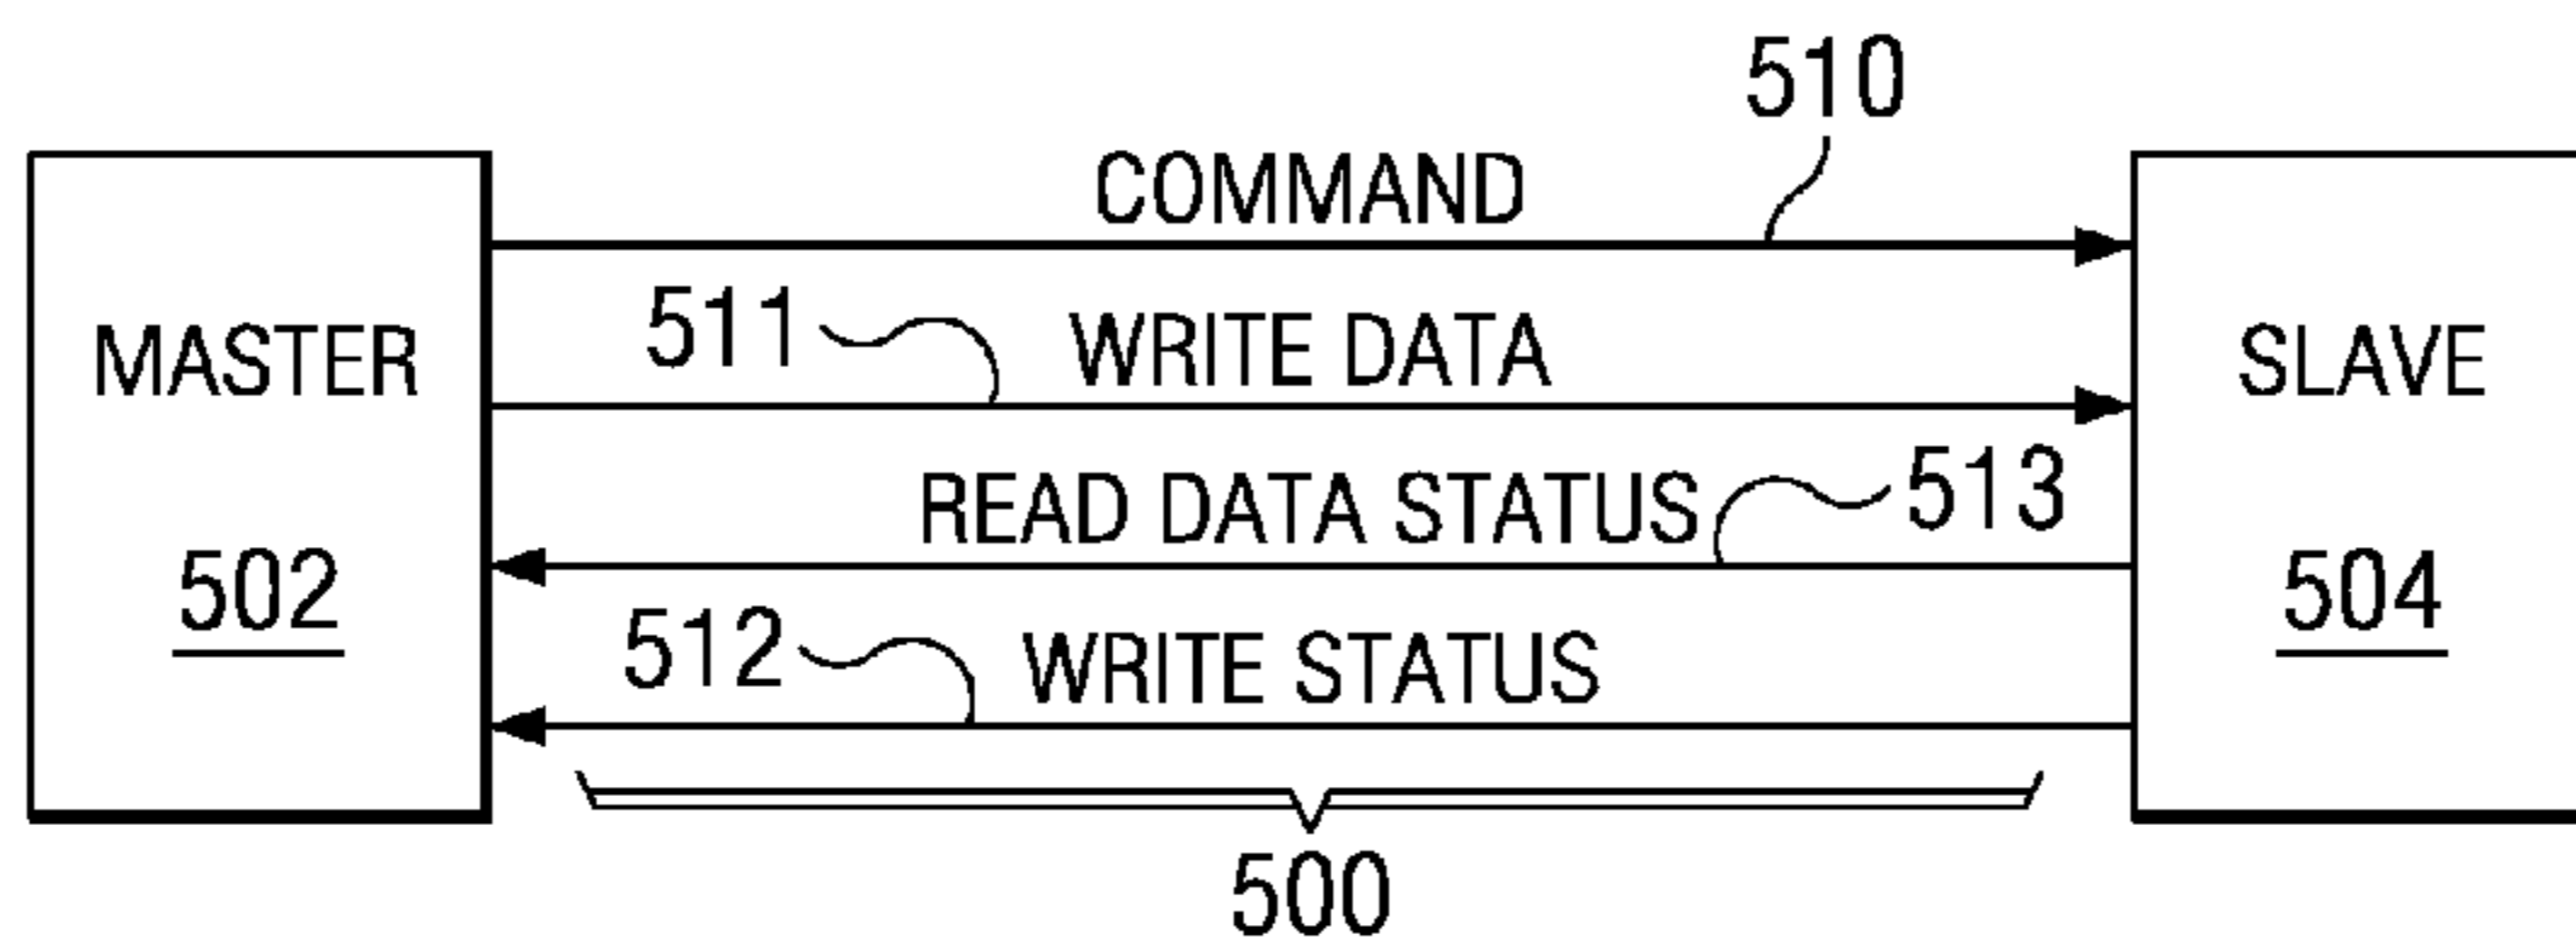 510
COMMAND
511
WRITE DATA
MASTER
SLAVE
READ DATA STATUS
513
502
504
512
WRITE STATUS
500